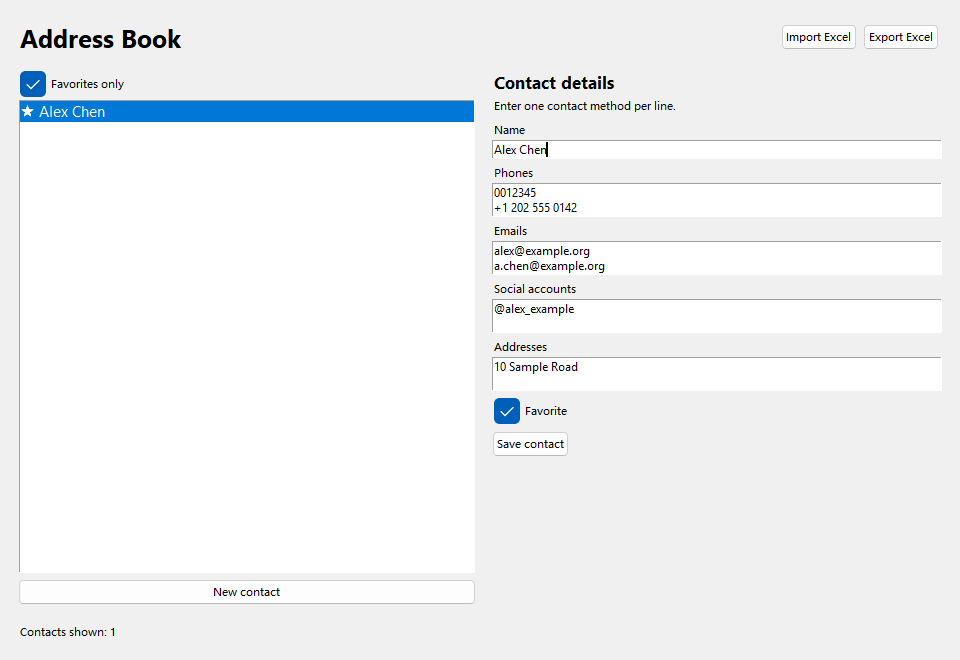 Address Book
Import Excel
Export Excel
Favorites only
★ Alex Chen
New contact
Contacts shown: 1
Contact details
Enter one contact method per line.
Name
Alex Chen
Phones
0012345
+1 202 555 0142
Emails
alex@example.org
a.chen@example.org
Social accounts
@alex_example
Addresses
10 Sample Road
Favorite
Save contact